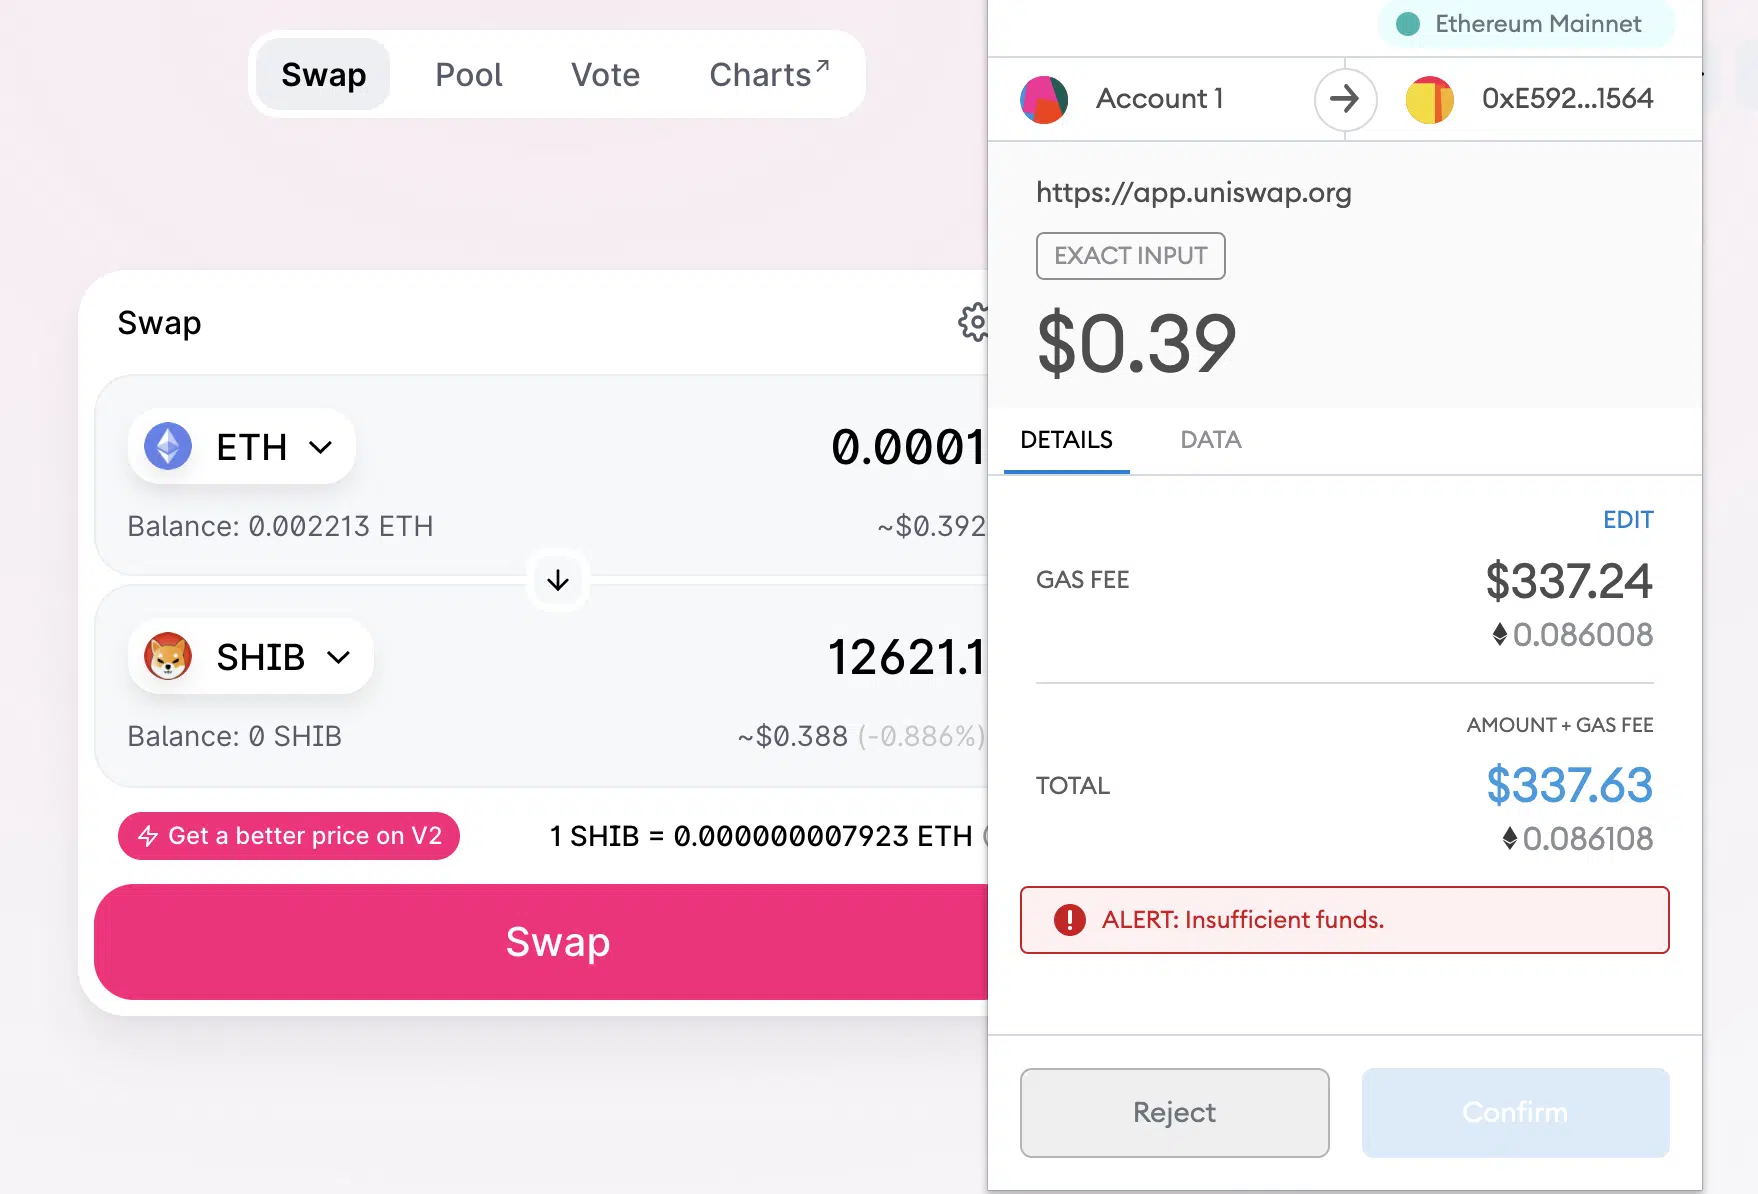 Swap Pool Vote Charts↗
Swap
ETH
0.0001
Balance: 0.002213 ETH
~$0.392
SHIB
12621.1
Balance: 0 SHIB
~$0.388 (-0.886%)
Get a better price on V2
1 SHIB = 0.000000007923 ETH (
Swap
Ethereum Mainnet
Account 1
0xE592...1564
https://app.uniswap.org
EXACT INPUT
$0.39
DETAILS DATA
EDIT
GAS FEE
$337.24
0.086008
AMOUNT + GAS FEE
TOTAL
$337.63
0.086108
ALERT: Insufficient funds.
Reject Confirm